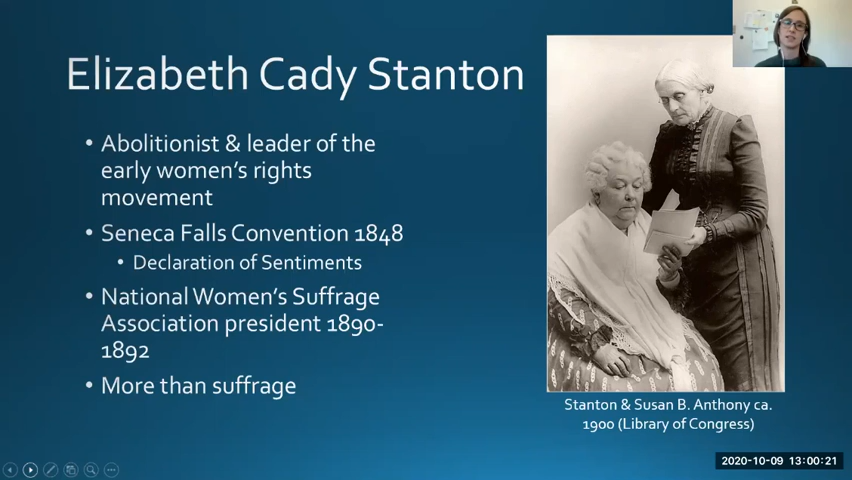 Elizabeth Cady Stanton
• Abolitionist & leader of the
early women's rights
movement
• Seneca Falls Convention 1848
• Declaration of Sentiments
• National Women's Suffrage
Association president 1890-
1892
• More than suffrage
Stanton & Susan B. Anthony ca.
1900 (Library of Congress)
2020-10-09 13:00:21